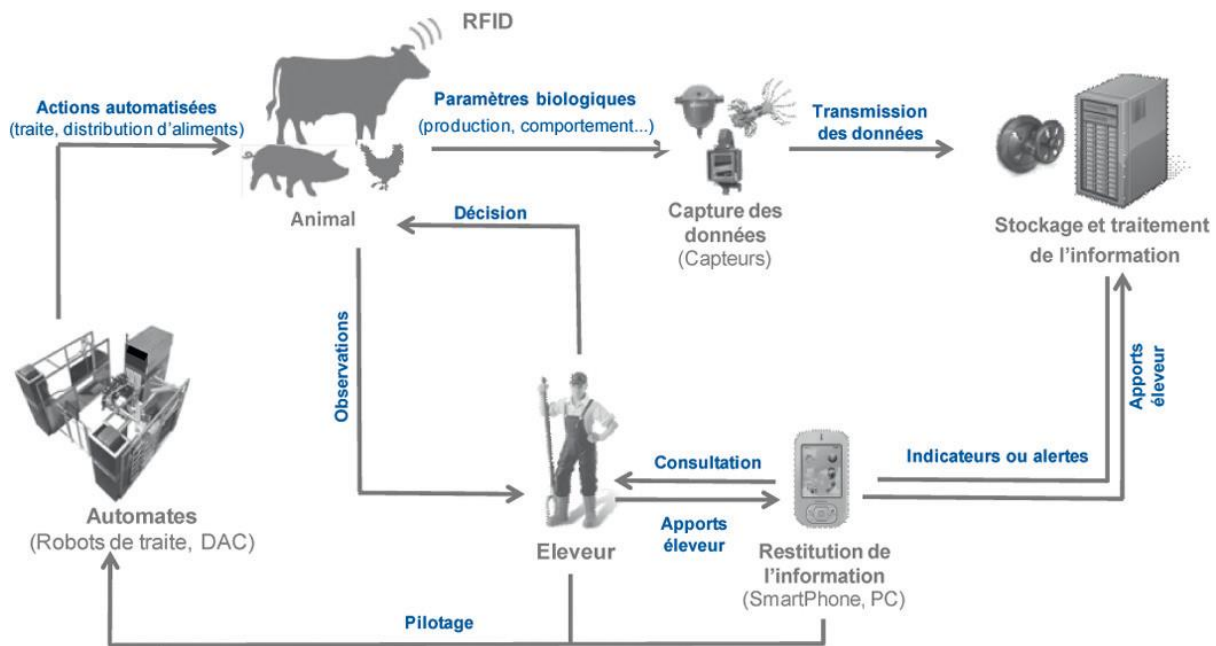 RFID
Actions automatisées
(traite, distribution d'aliments)
Paramètres biologiques
(production, comportement...)
Transmission
des données
Animal
Décision
Capture des
données
(Capteurs)
Stockage et traitement
de l'information
Observations
Apports
éleveur
Automates
(Robots de traite, DAC)
Consultation
Indicateurs ou alertes
Apports
éleveur
Eleveur
Restitution de
l'information
(SmartPhone, PC)
Pilotage